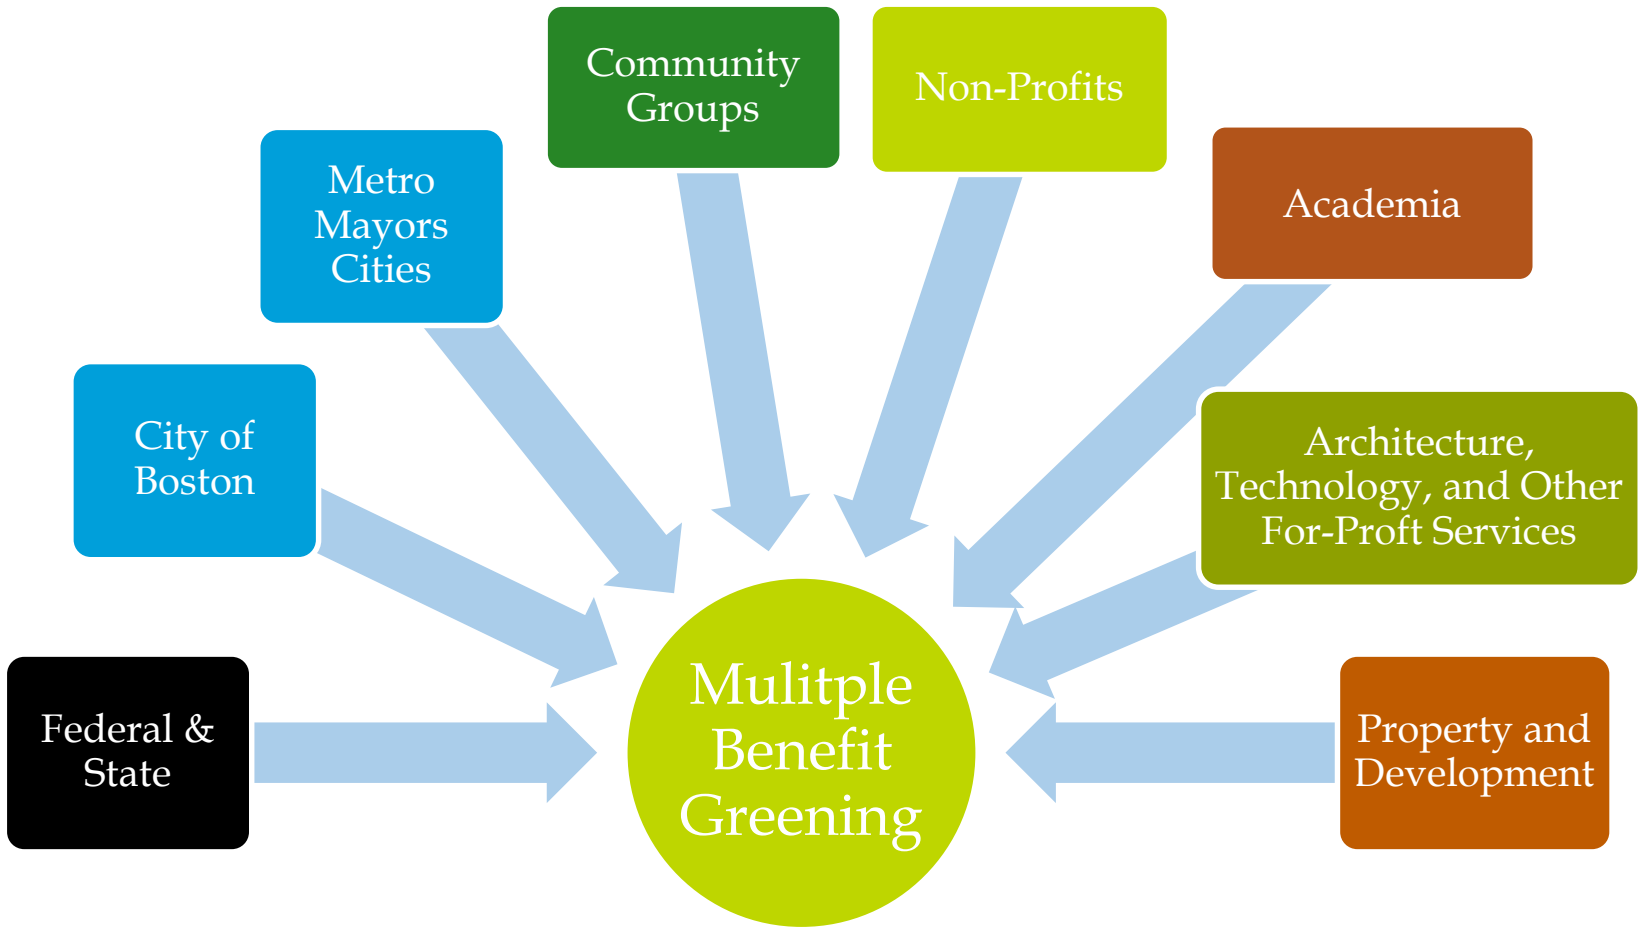 Community
Groups
Non-Profits
Metro
Mayors
Cities
Academia
City of
Boston
Architecture,
Technology, and Other
For-Proft Services
Federal &
State
Mulitple
Benefit
Greening
Property and
Development